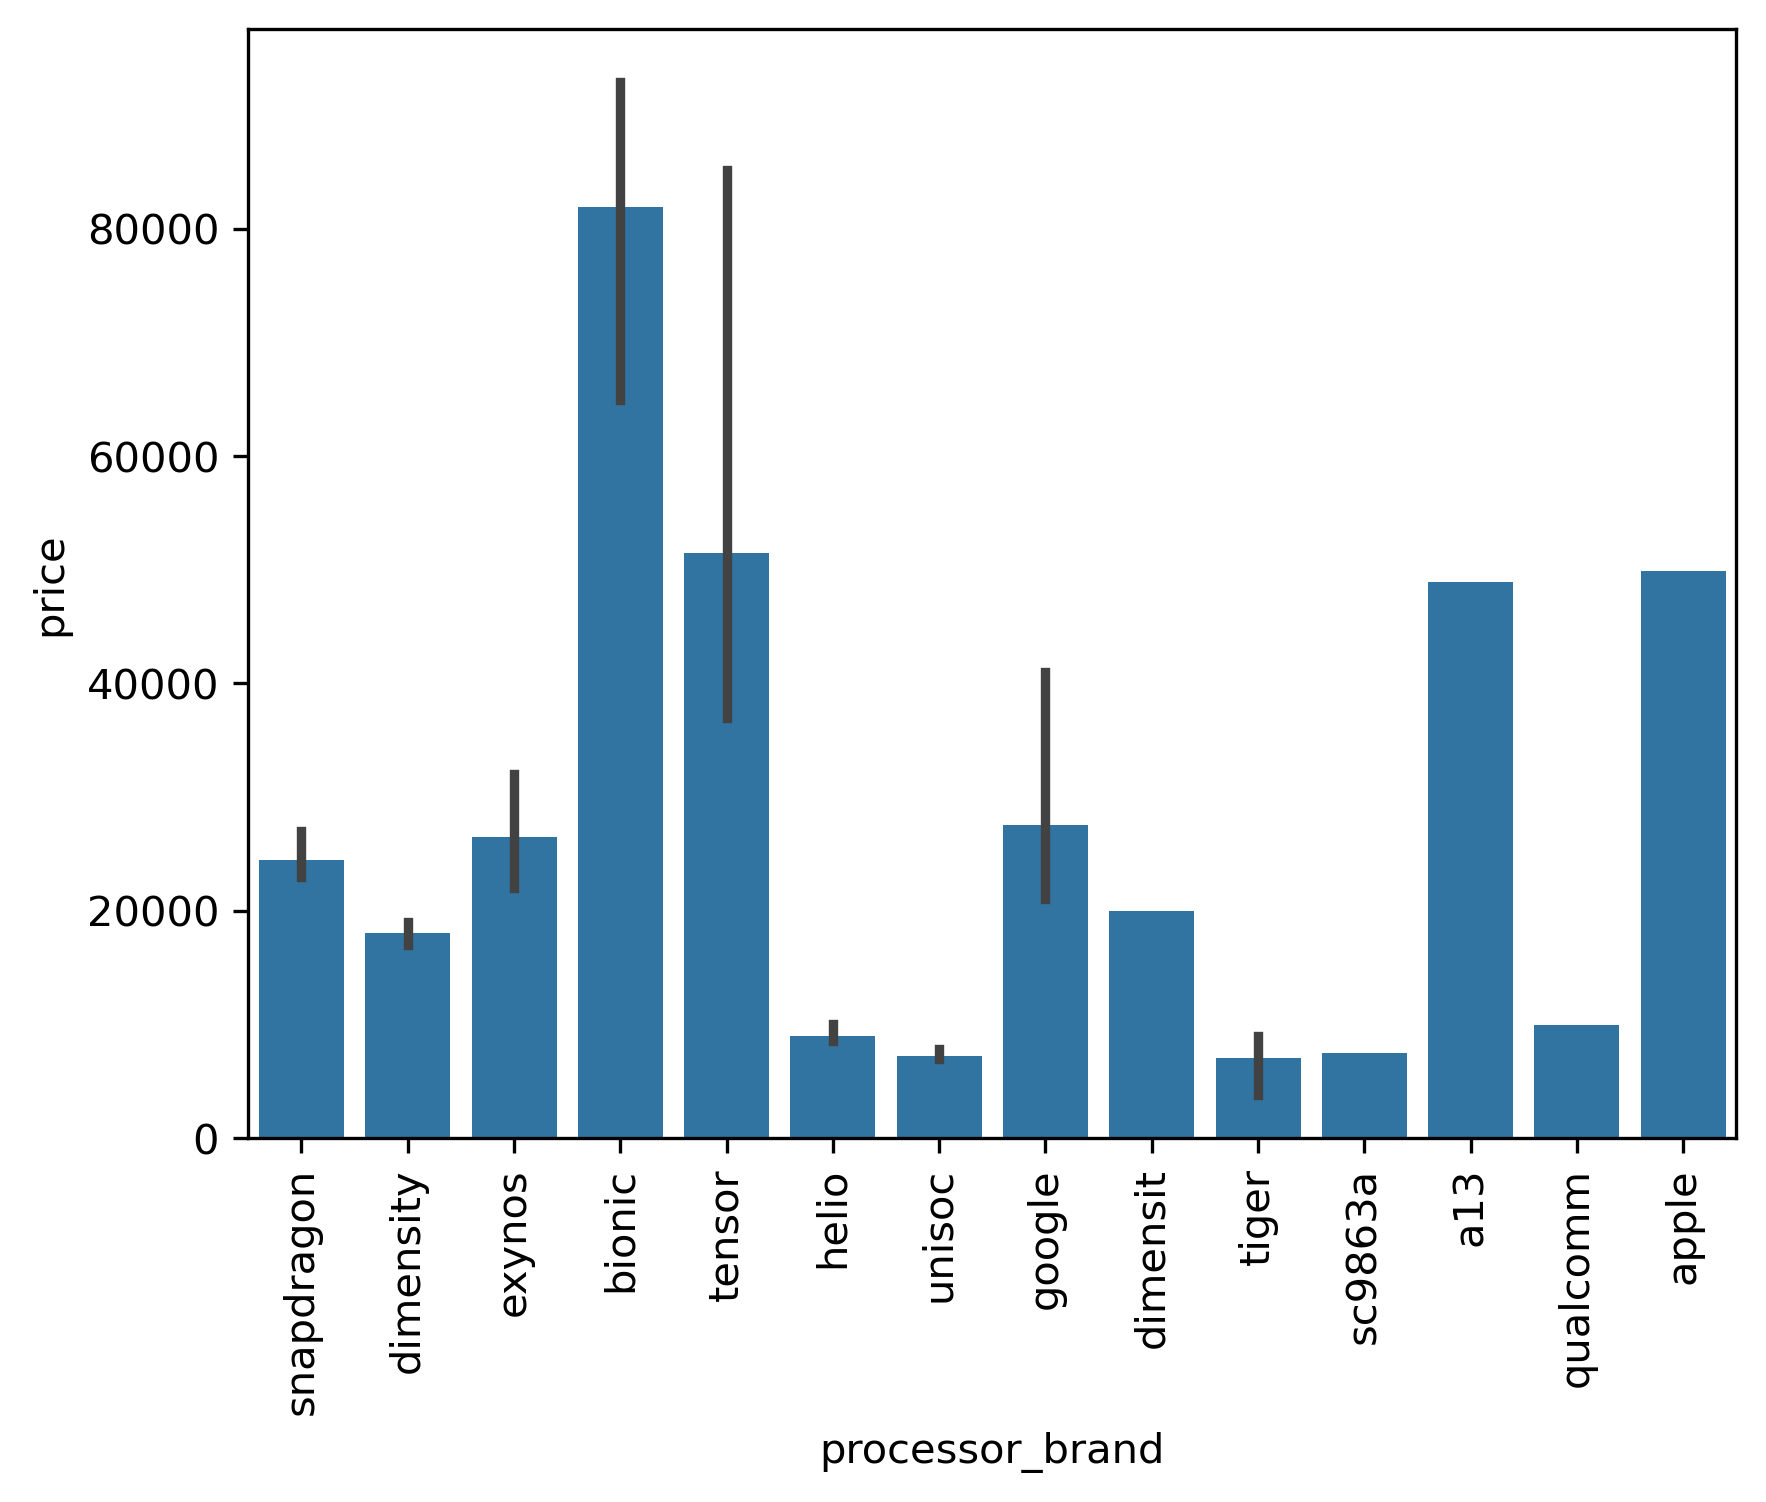 80000
60000
40000
20000
0
price
snapdragon
dimensity
exynos
bionic
tensor
helio
unisoc
google
dimensit
tiger
sc9863a
a13
qualcomm
apple
processor_brand